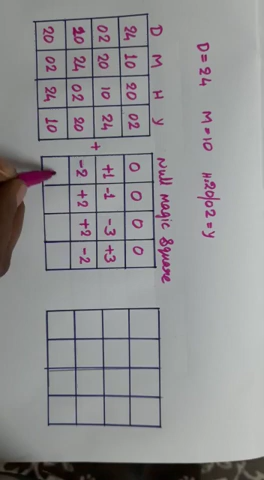 D=24 M=10 H=20/02=Y
D M H Y
24 10 20 02
02 20 10 24
10 24 02 20
20 02 24 10
+
Null Magic Square
0 0 0 0
+1 -1 -3 +3
-2 +2 +2 -2